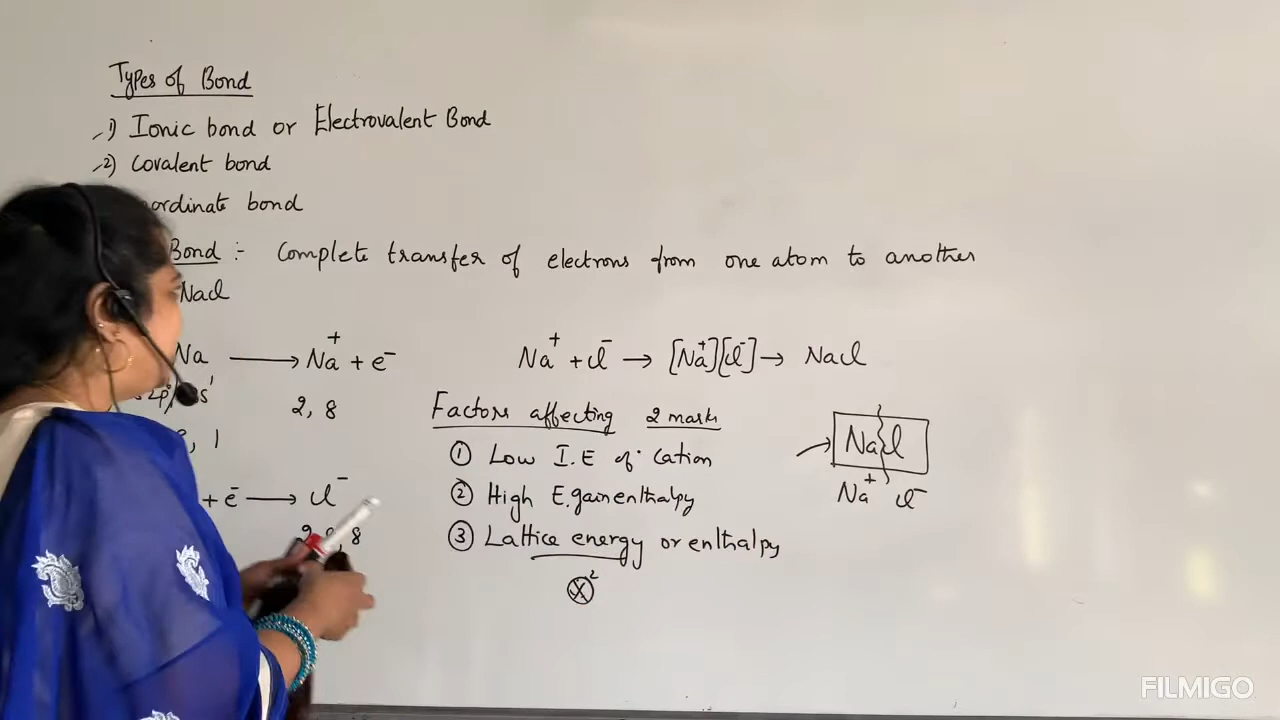 Types of Bond
1) Ionic bond or Electrovalent Bond
2) Covalent bond
ordinate bond
Bond :- Complete transfer of electrons from one atom to another
Nacl
Na ⟶ Na⁺ + e⁻
2, 8
, 1
+ e⁻ ⟶ cl⁻
, 8
Na⁺ + cl⁻ → [Na⁺][cl⁻] → Nacl
Factors affecting 2 marks
① Low I.E of Cation
② High E.gain enthalpy
③ Lattice energy or enthalpy
Nacl
Na⁺ cl⁻
FILMIGO